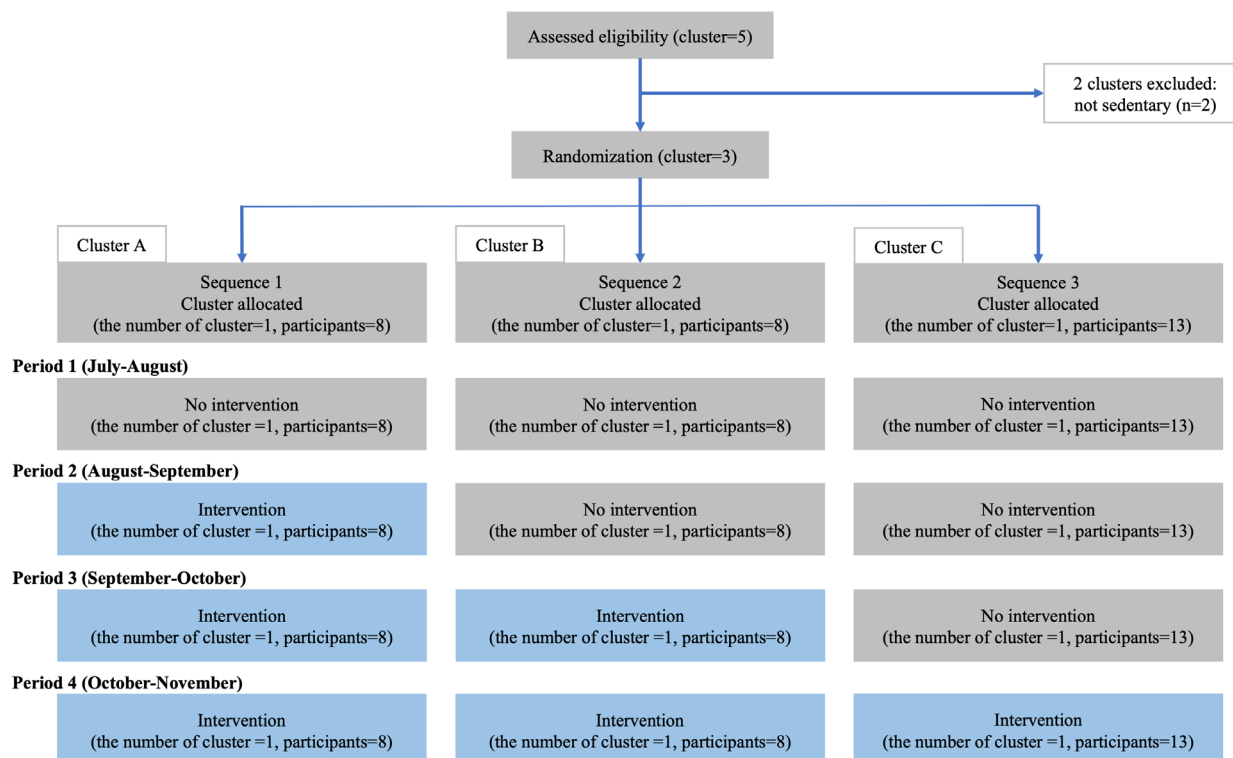 Assessed eligibility (cluster=5)
2 clusters excluded:
not sedentary (n=2)
Randomization (cluster=3)
Cluster A
Sequence 1
Cluster allocated
(the number of cluster=1, participants=8)
Cluster B
Sequence 2
Cluster allocated
(the number of cluster=1, participants=8)
Cluster C
Sequence 3
Cluster allocated
(the number of cluster=1, participants=13)
Period 1 (July-August)
No intervention
(the number of cluster =1, participants=8)
No intervention
(the number of cluster =1, participants=8)
No intervention
(the number of cluster =1, participants=13)
Period 2 (August-September)
Intervention
(the number of cluster =1, participants=8)
No intervention
(the number of cluster =1, participants=8)
No intervention
(the number of cluster =1, participants=13)
Period 3 (September-October)
Intervention
(the number of cluster =1, participants=8)
Intervention
(the number of cluster =1, participants=8)
No intervention
(the number of cluster =1, participants=13)
Period 4 (October-November)
Intervention
(the number of cluster =1, participants=8)
Intervention
(the number of cluster =1, participants=8)
Intervention
(the number of cluster =1, participants=13)